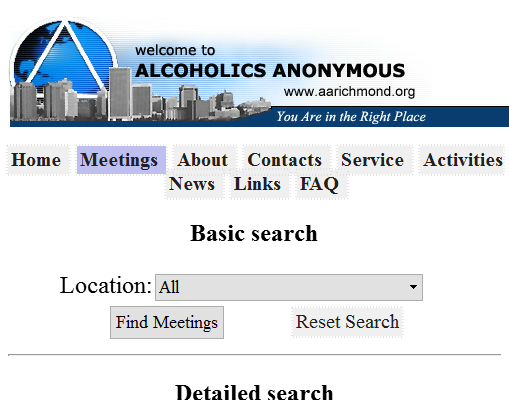 welcome to
ALCOHOLICS ANONYMOUS
www.aarichmond.org
You Are in the Right Place
Home Meetings About Contacts Service Activities
News Links FAQ
Basic search
Location: All
Find Meetings Reset Search
Detailed search